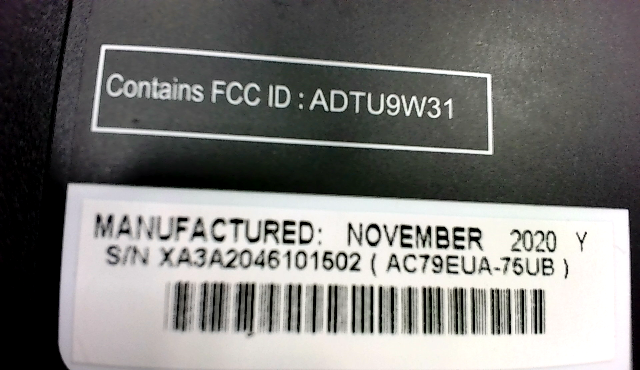 Contains FCC ID : ADTU9W31
MANUFACTURED: NOVEMBER 2020 Y
S/N XA3A2046101502 ( AC79EUA-75UB )